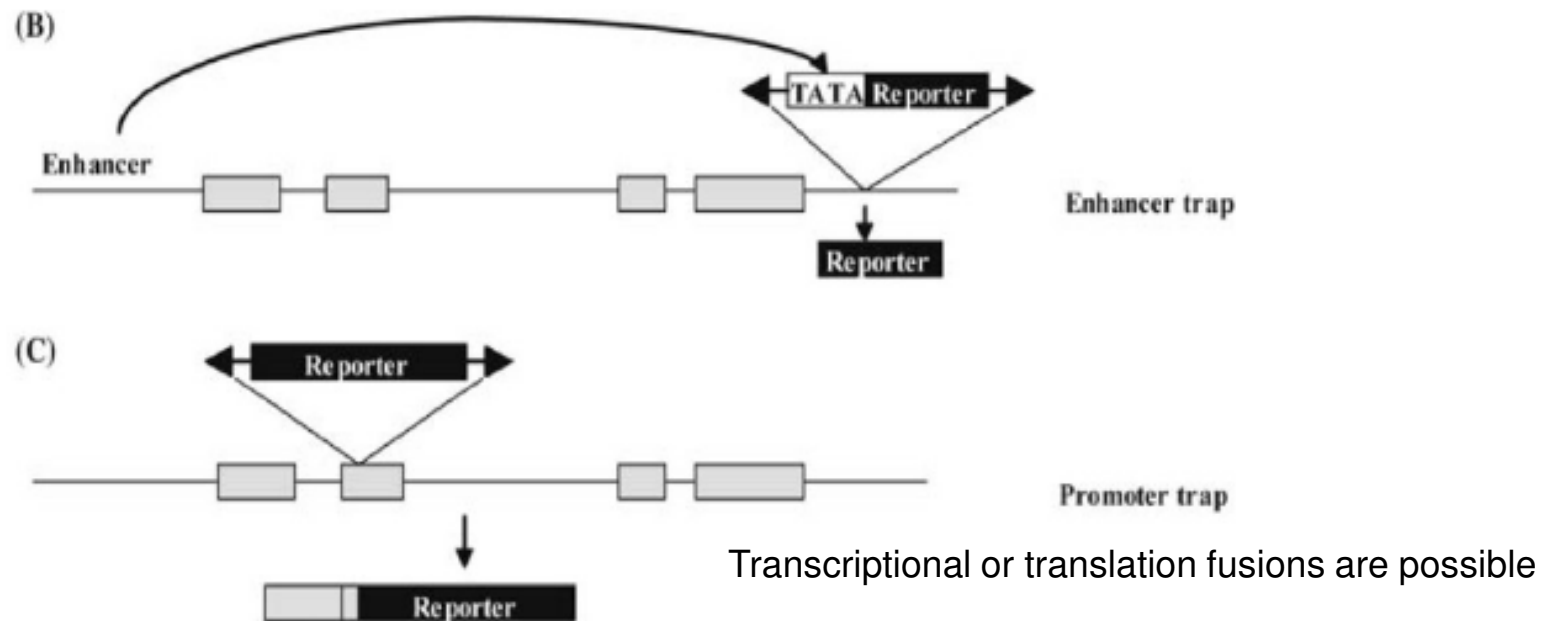 (B)
TATA Reporter
Enhancer
Enhancer trap
Reporter
(C)
Reporter
Promoter trap
Transcriptional or translation fusions are possible
Reporter